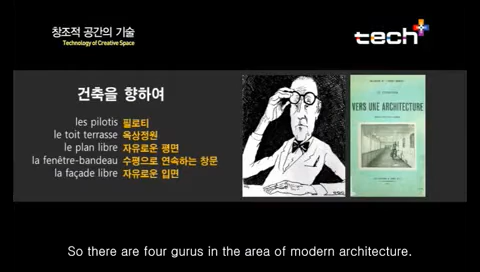 창조적 공간의 기술
Technology of Creative Space
tech+
건축을 향하여
les pilotis 필로티
le toit terrasse 옥상정원
le plan libre 자유로운 평면
la fenêtre-bandeau 수평으로 연속하는 창문
la façade libre 자유로운 입면
VERS UNE ARCHITECTURE
So there are four gurus in the area of modern architecture.